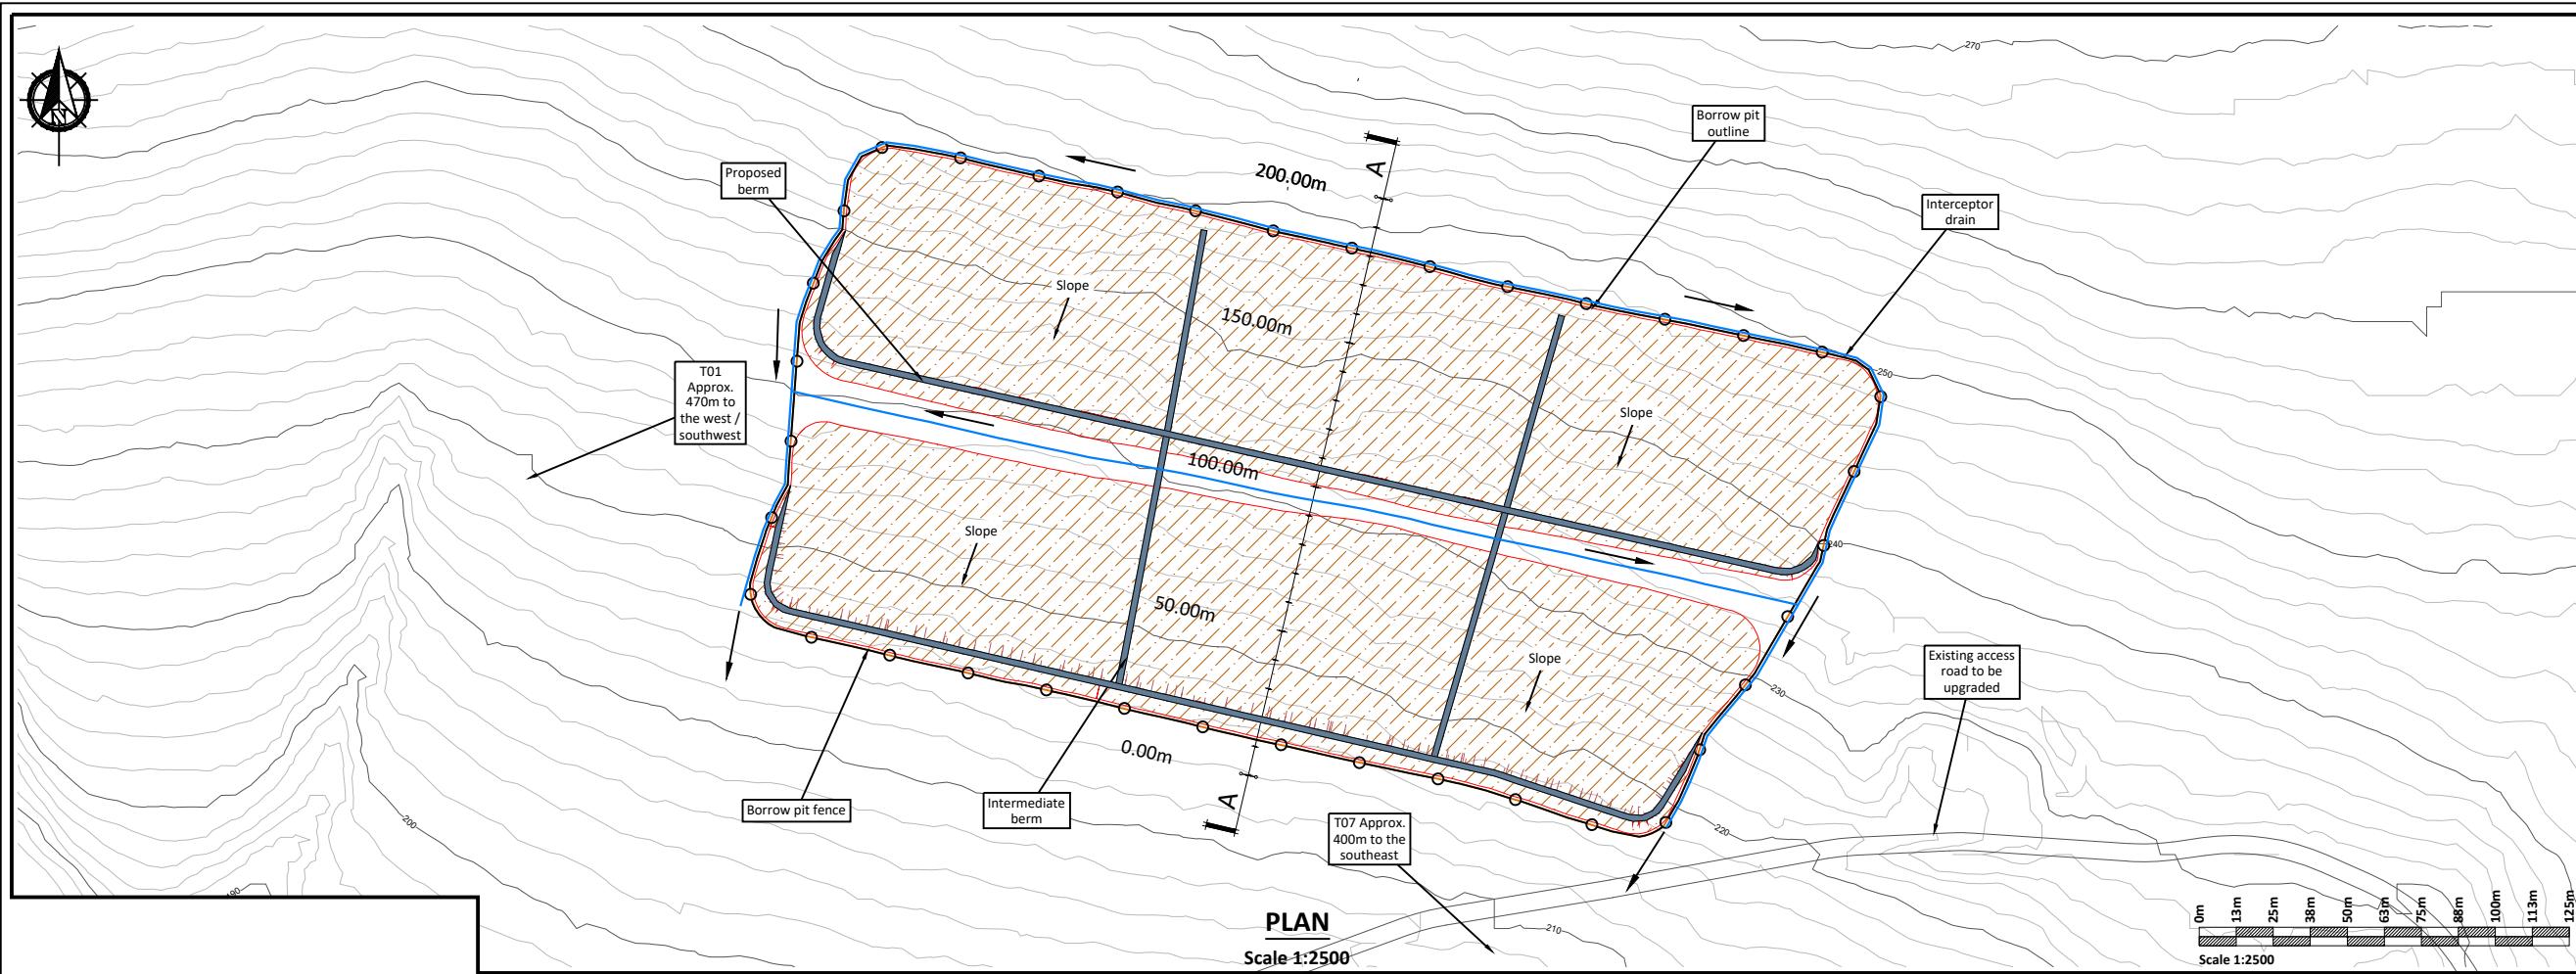 270
Borrow pit
outline
Proposed
berm
200.00m
A
Interceptor
drain
Slope
150.00m
T01
Approx.
470m to
the west /
southwest
250
Slope
100.00m
Slope
240
50.00m
Slope
Existing access
road to be
upgraded
230
0.00m
Borrow pit fence
Intermediate
berm
A
T07 Approx.
400m to the
southeast
200
220
190
210
PLAN
Scale 1:2500
0m 13m 25m 38m 50m 63m 75m 88m 100m 113m 125m
Scale 1:2500